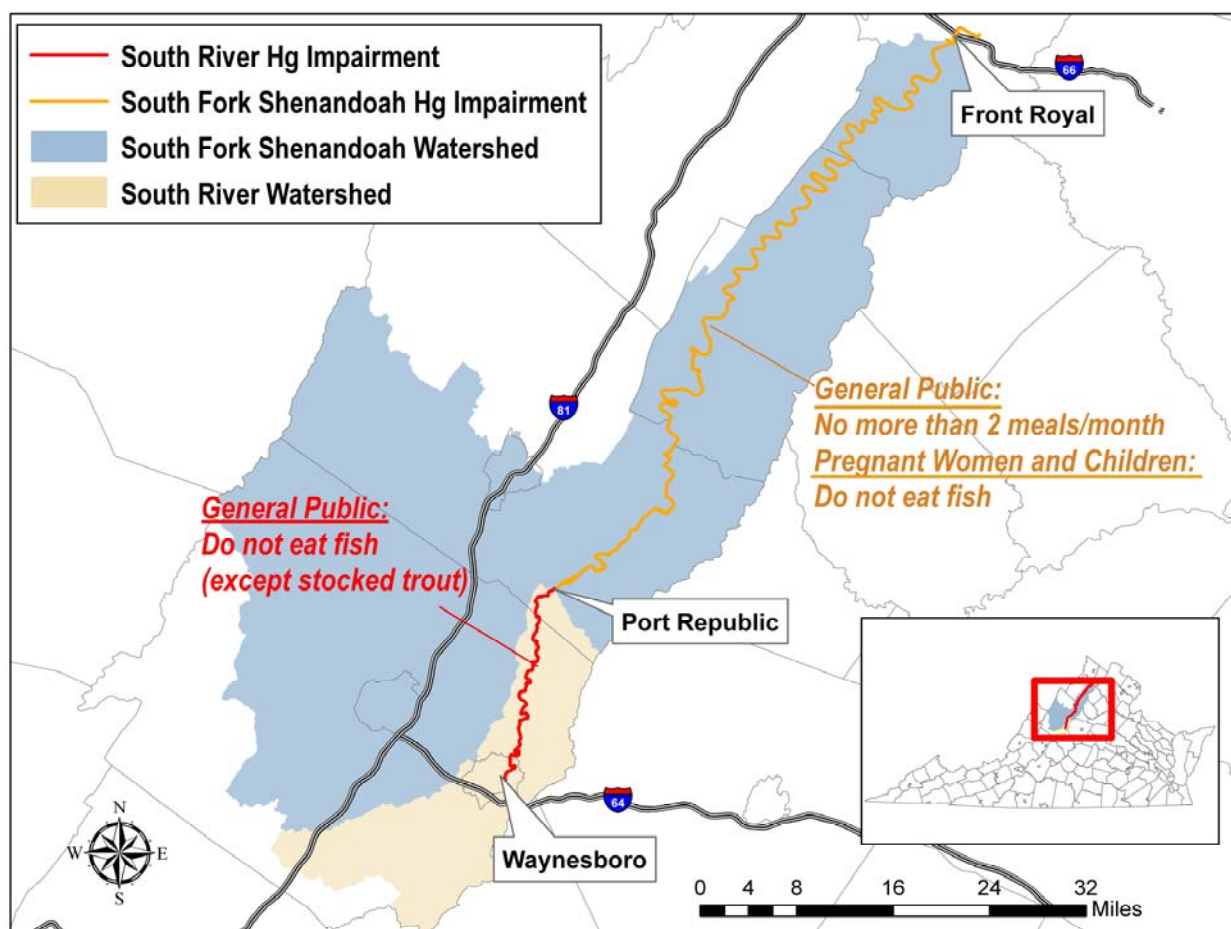 South River Hg Impairment
South Fork Shenandoah Hg Impairment
South Fork Shenandoah Watershed
South River Watershed
66
Front Royal
81
General Public:
No more than 2 meals/month
Pregnant Women and Children:
Do not eat fish
General Public:
Do not eat fish
(except stocked trout)
Port Republic
64
Waynesboro
N
W E
S
0 4 8 16 24 32
Miles